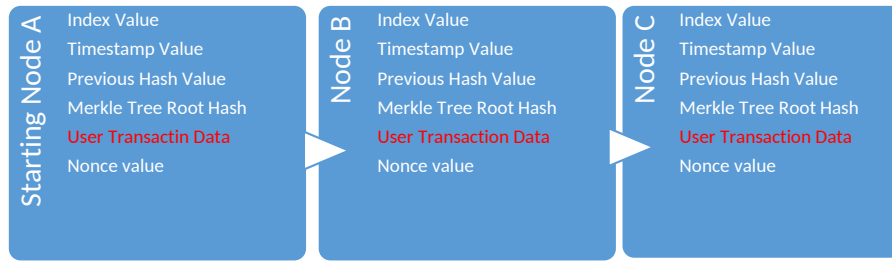 Starting Node A
Index Value
Timestamp Value
Previous Hash Value
Merkle Tree Root Hash
User Transactin Data
Nonce value
Node B
Index Value
Timestamp Value
Previous Hash Value
Merkle Tree Root Hash
User Transaction Data
Nonce value
Node C
Index Value
Timestamp Value
Previous Hash Value
Merkle Tree Root Hash
User Transaction Data
Nonce value